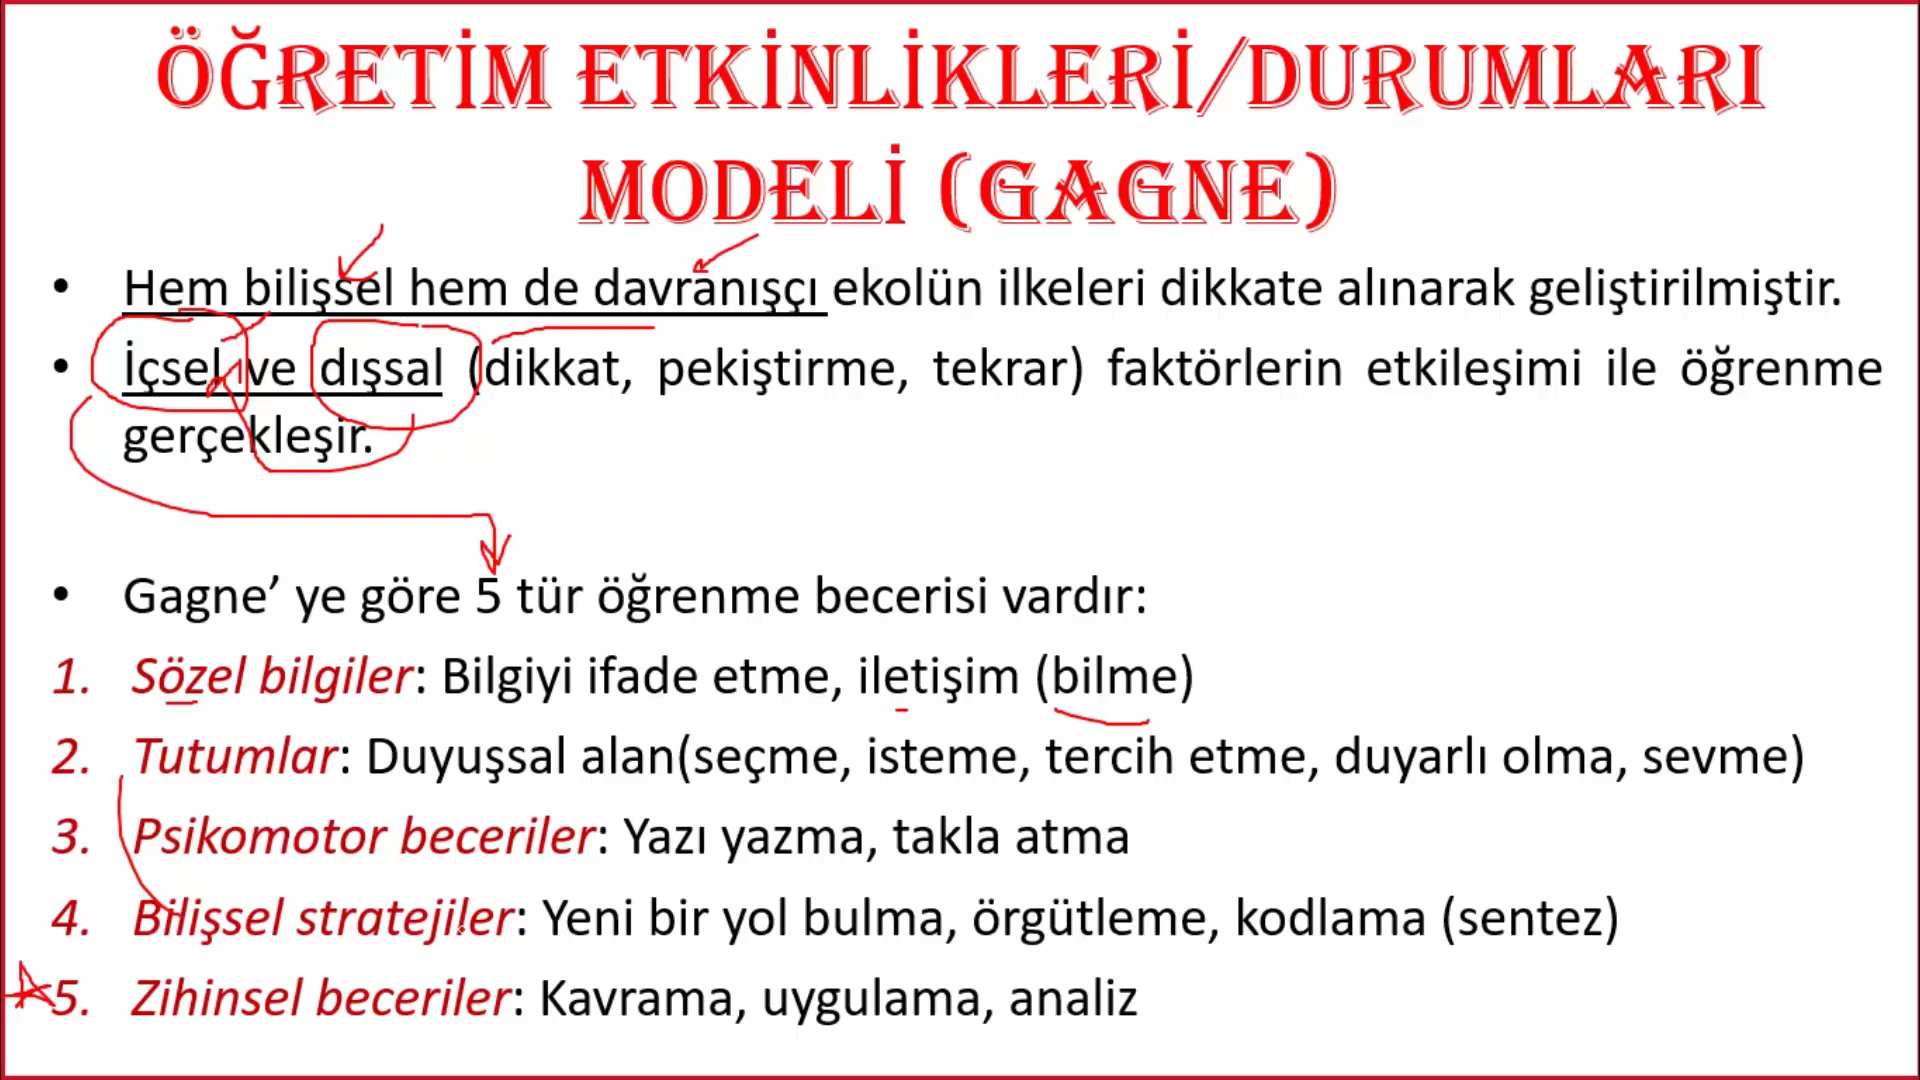 ÖĞRETİM ETKİNLİKLERİ/DURUMLARI
MODELİ (GAGNE)
• Hem bilişsel hem de davranışçı ekolün ilkeleri dikkate alınarak geliştirilmiştir.
• İçsel ve dışsal (dikkat, pekiştirme, tekrar) faktörlerin etkileşimi ile öğrenme
gerçekleşir.
• Gagne’ ye göre 5 tür öğrenme becerisi vardır:
1. Sözel bilgiler: Bilgiyi ifade etme, iletişim (bilme)
2. Tutumlar: Duyuşsal alan(seçme, isteme, tercih etme, duyarlı olma, sevme)
3. Psikomotor beceriler: Yazı yazma, takla atma
4. Bilişsel stratejiler: Yeni bir yol bulma, örgütleme, kodlama (sentez)
5. Zihinsel beceriler: Kavrama, uygulama, analiz